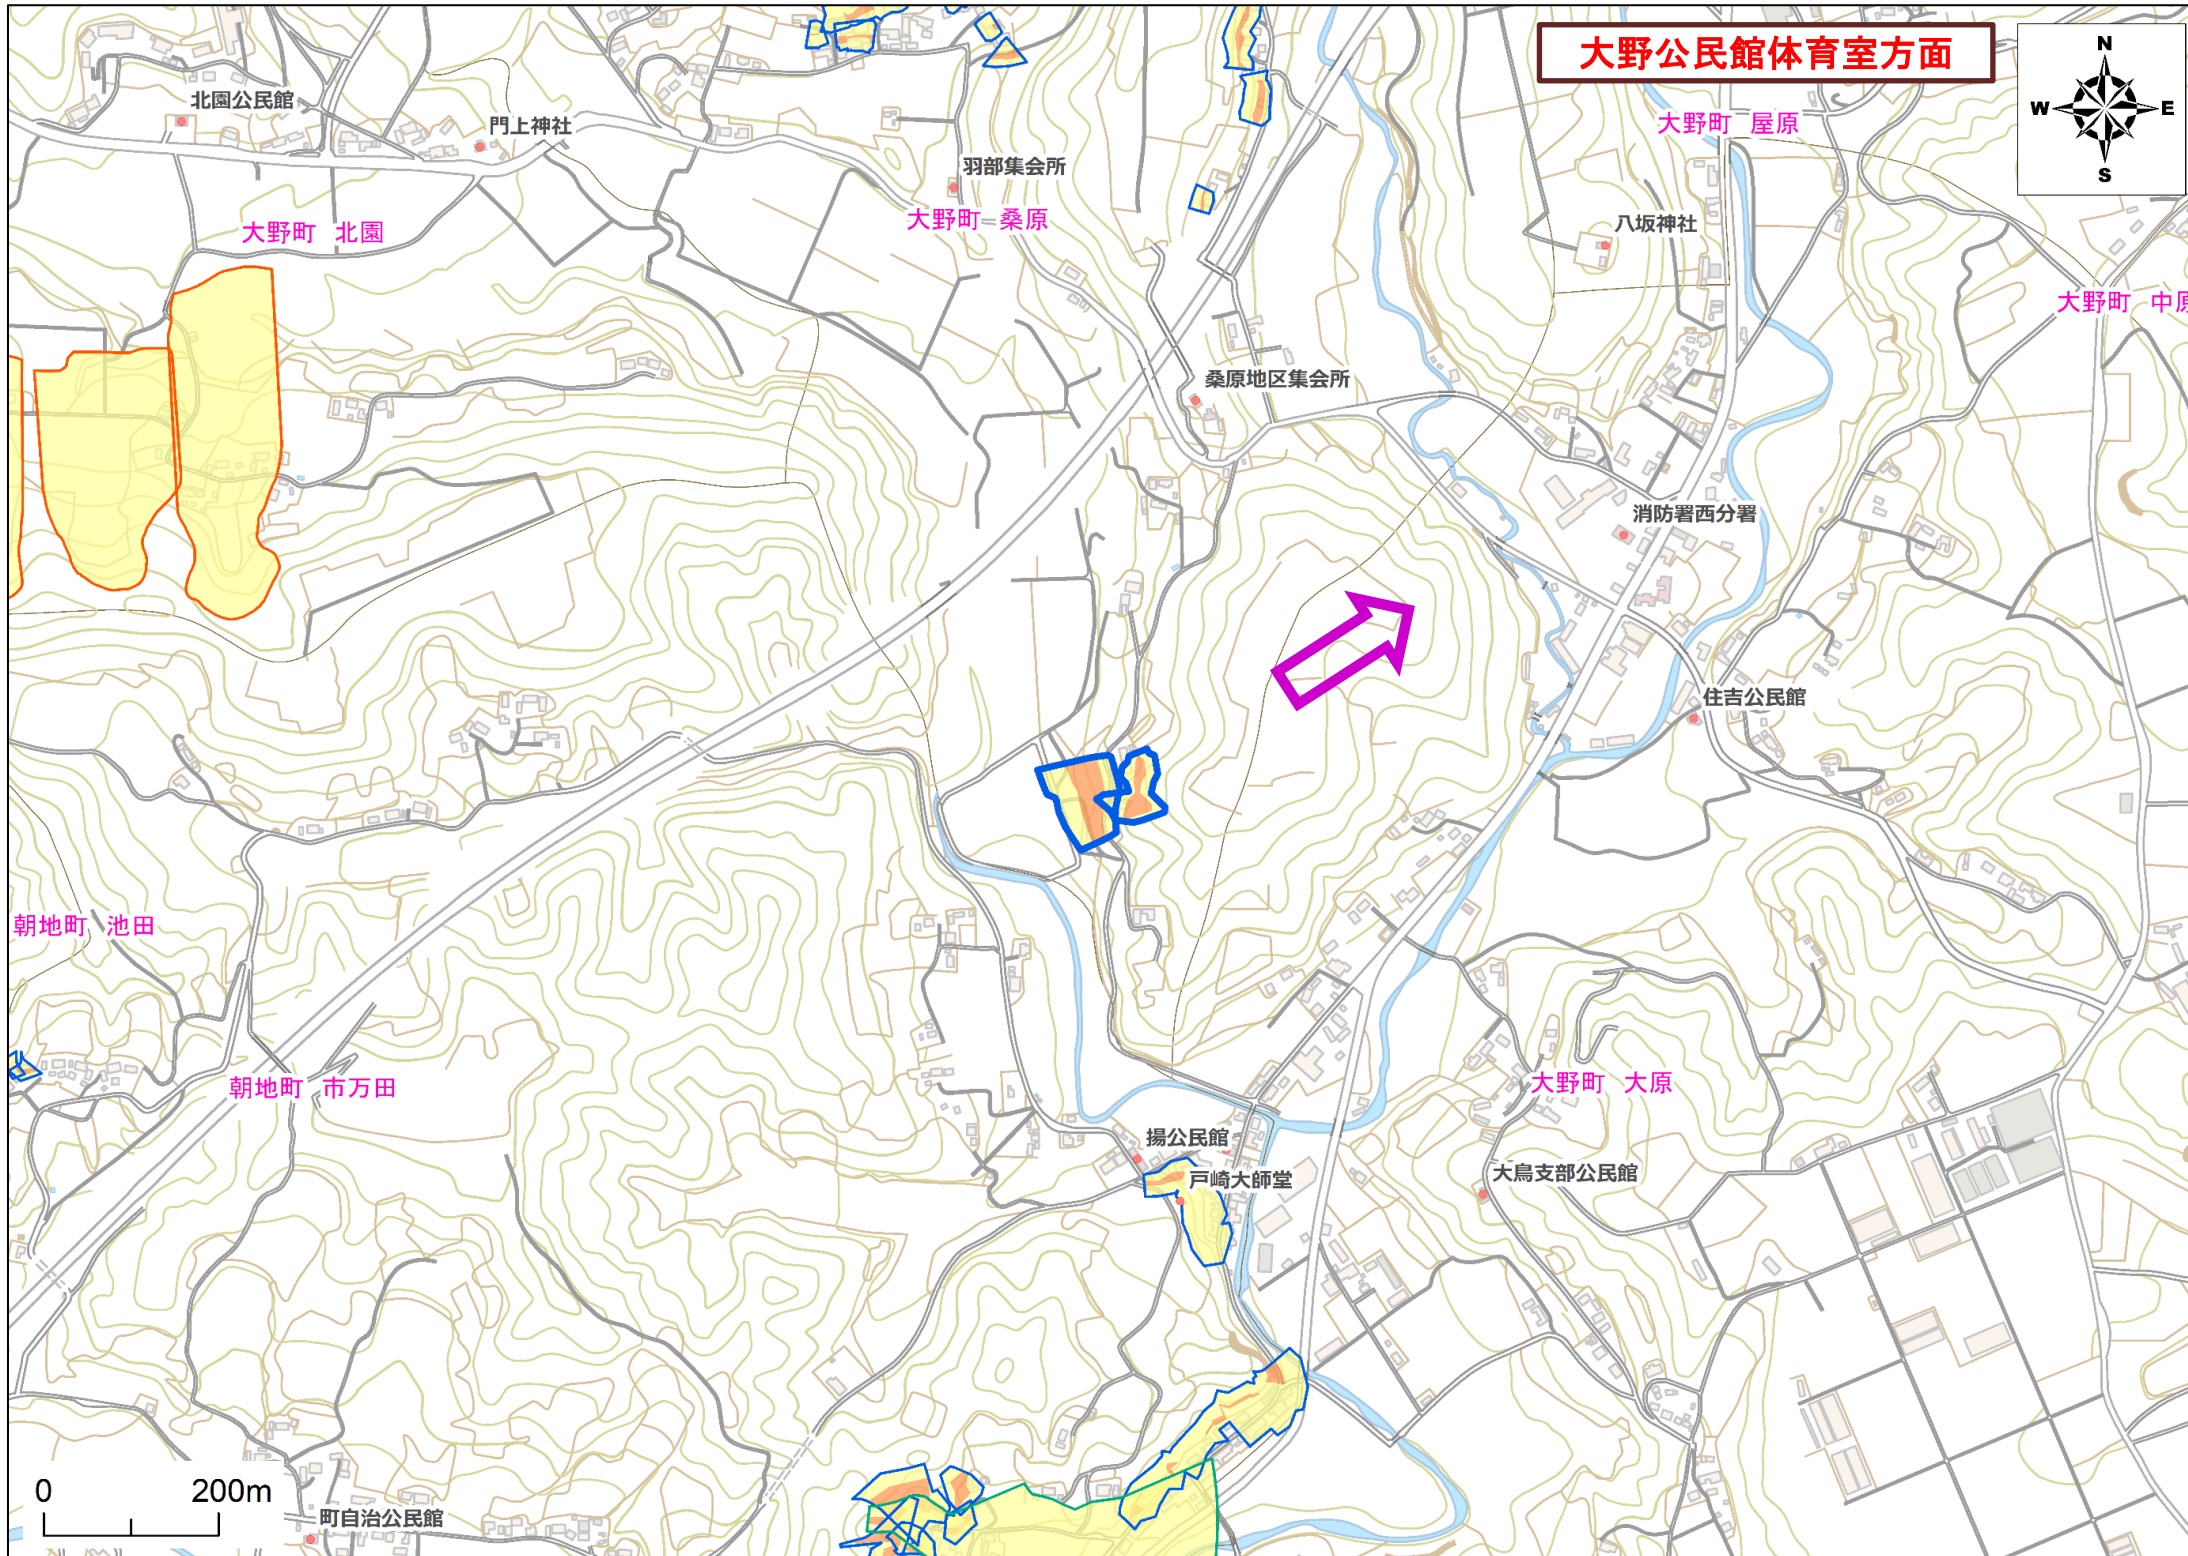 大野公民館体育室方面
N
W
E
S
北園公民館
門上神社
大野町 屋原
羽部集会所
大野町 桑原
八坂神社
大野町 北園
大野町 中原
桑原地区集会所
消防署西分署
住吉公民館
朝地町 池田
朝地町 市万田
大野町 大原
揚公民館
戸崎大師堂
大鳥支部公民館
0 200m
町自治公民館